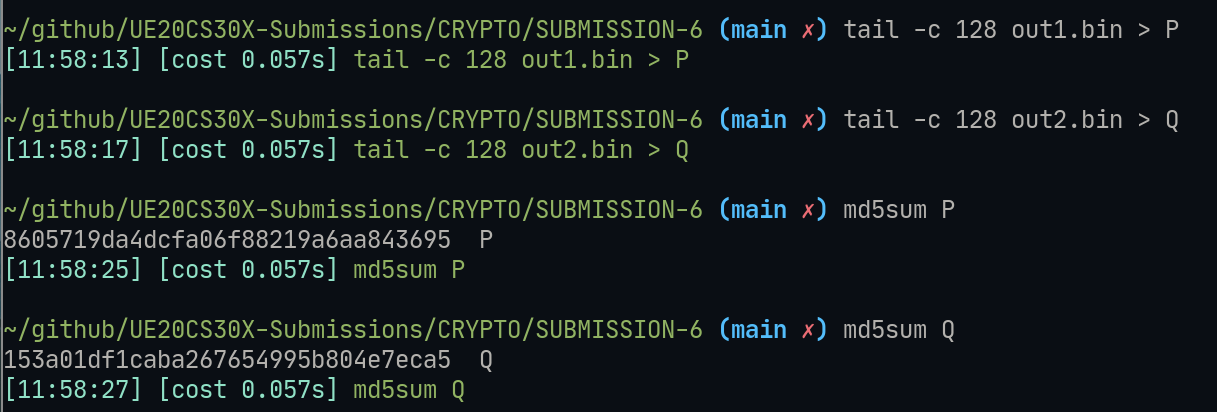 ~/github/UE20CS30X-Submissions/CRYPTO/SUBMISSION-6 (main ✗) tail -c 128 out1.bin > P
[11:58:13] [cost 0.057s] tail -c 128 out1.bin > P
~/github/UE20CS30X-Submissions/CRYPTO/SUBMISSION-6 (main ✗) tail -c 128 out2.bin > Q
[11:58:17] [cost 0.057s] tail -c 128 out2.bin > Q
~/github/UE20CS30X-Submissions/CRYPTO/SUBMISSION-6 (main ✗) md5sum P
8605719da4dcfa06f88219a6aa843695  P
[11:58:25] [cost 0.057s] md5sum P
~/github/UE20CS30X-Submissions/CRYPTO/SUBMISSION-6 (main ✗) md5sum Q
153a01df1caba267654995b804e7eca5  Q
[11:58:27] [cost 0.057s] md5sum Q